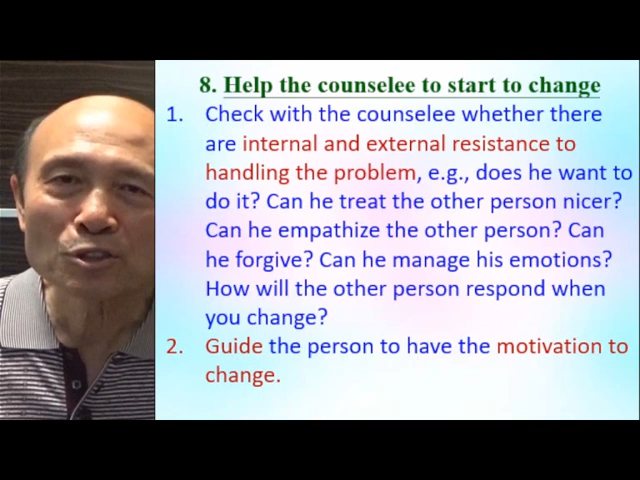 8. Help the counselee to start to change
1. Check with the counselee whether there
are internal and external resistance to
handling the problem, e.g., does he want to
do it? Can he treat the other person nicer?
Can he empathize the other person? Can
he forgive? Can he manage his emotions?
How will the other person respond when
you change?
2. Guide the person to have the motivation to
change.